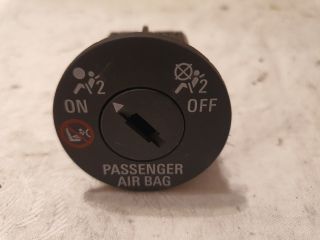 2 2
ON OFF
PASSENGER
AIR BAG